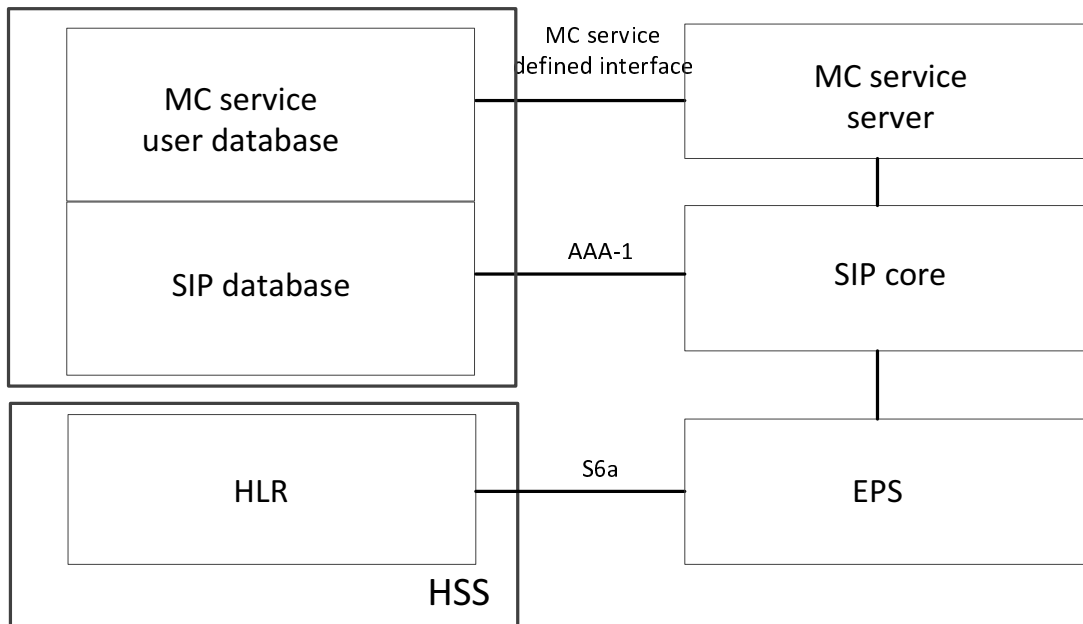 MC service
user database
MC service
defined interface
MC service
server
SIP database
AAA-1
SIP core
HLR
S6a
EPS
HSS